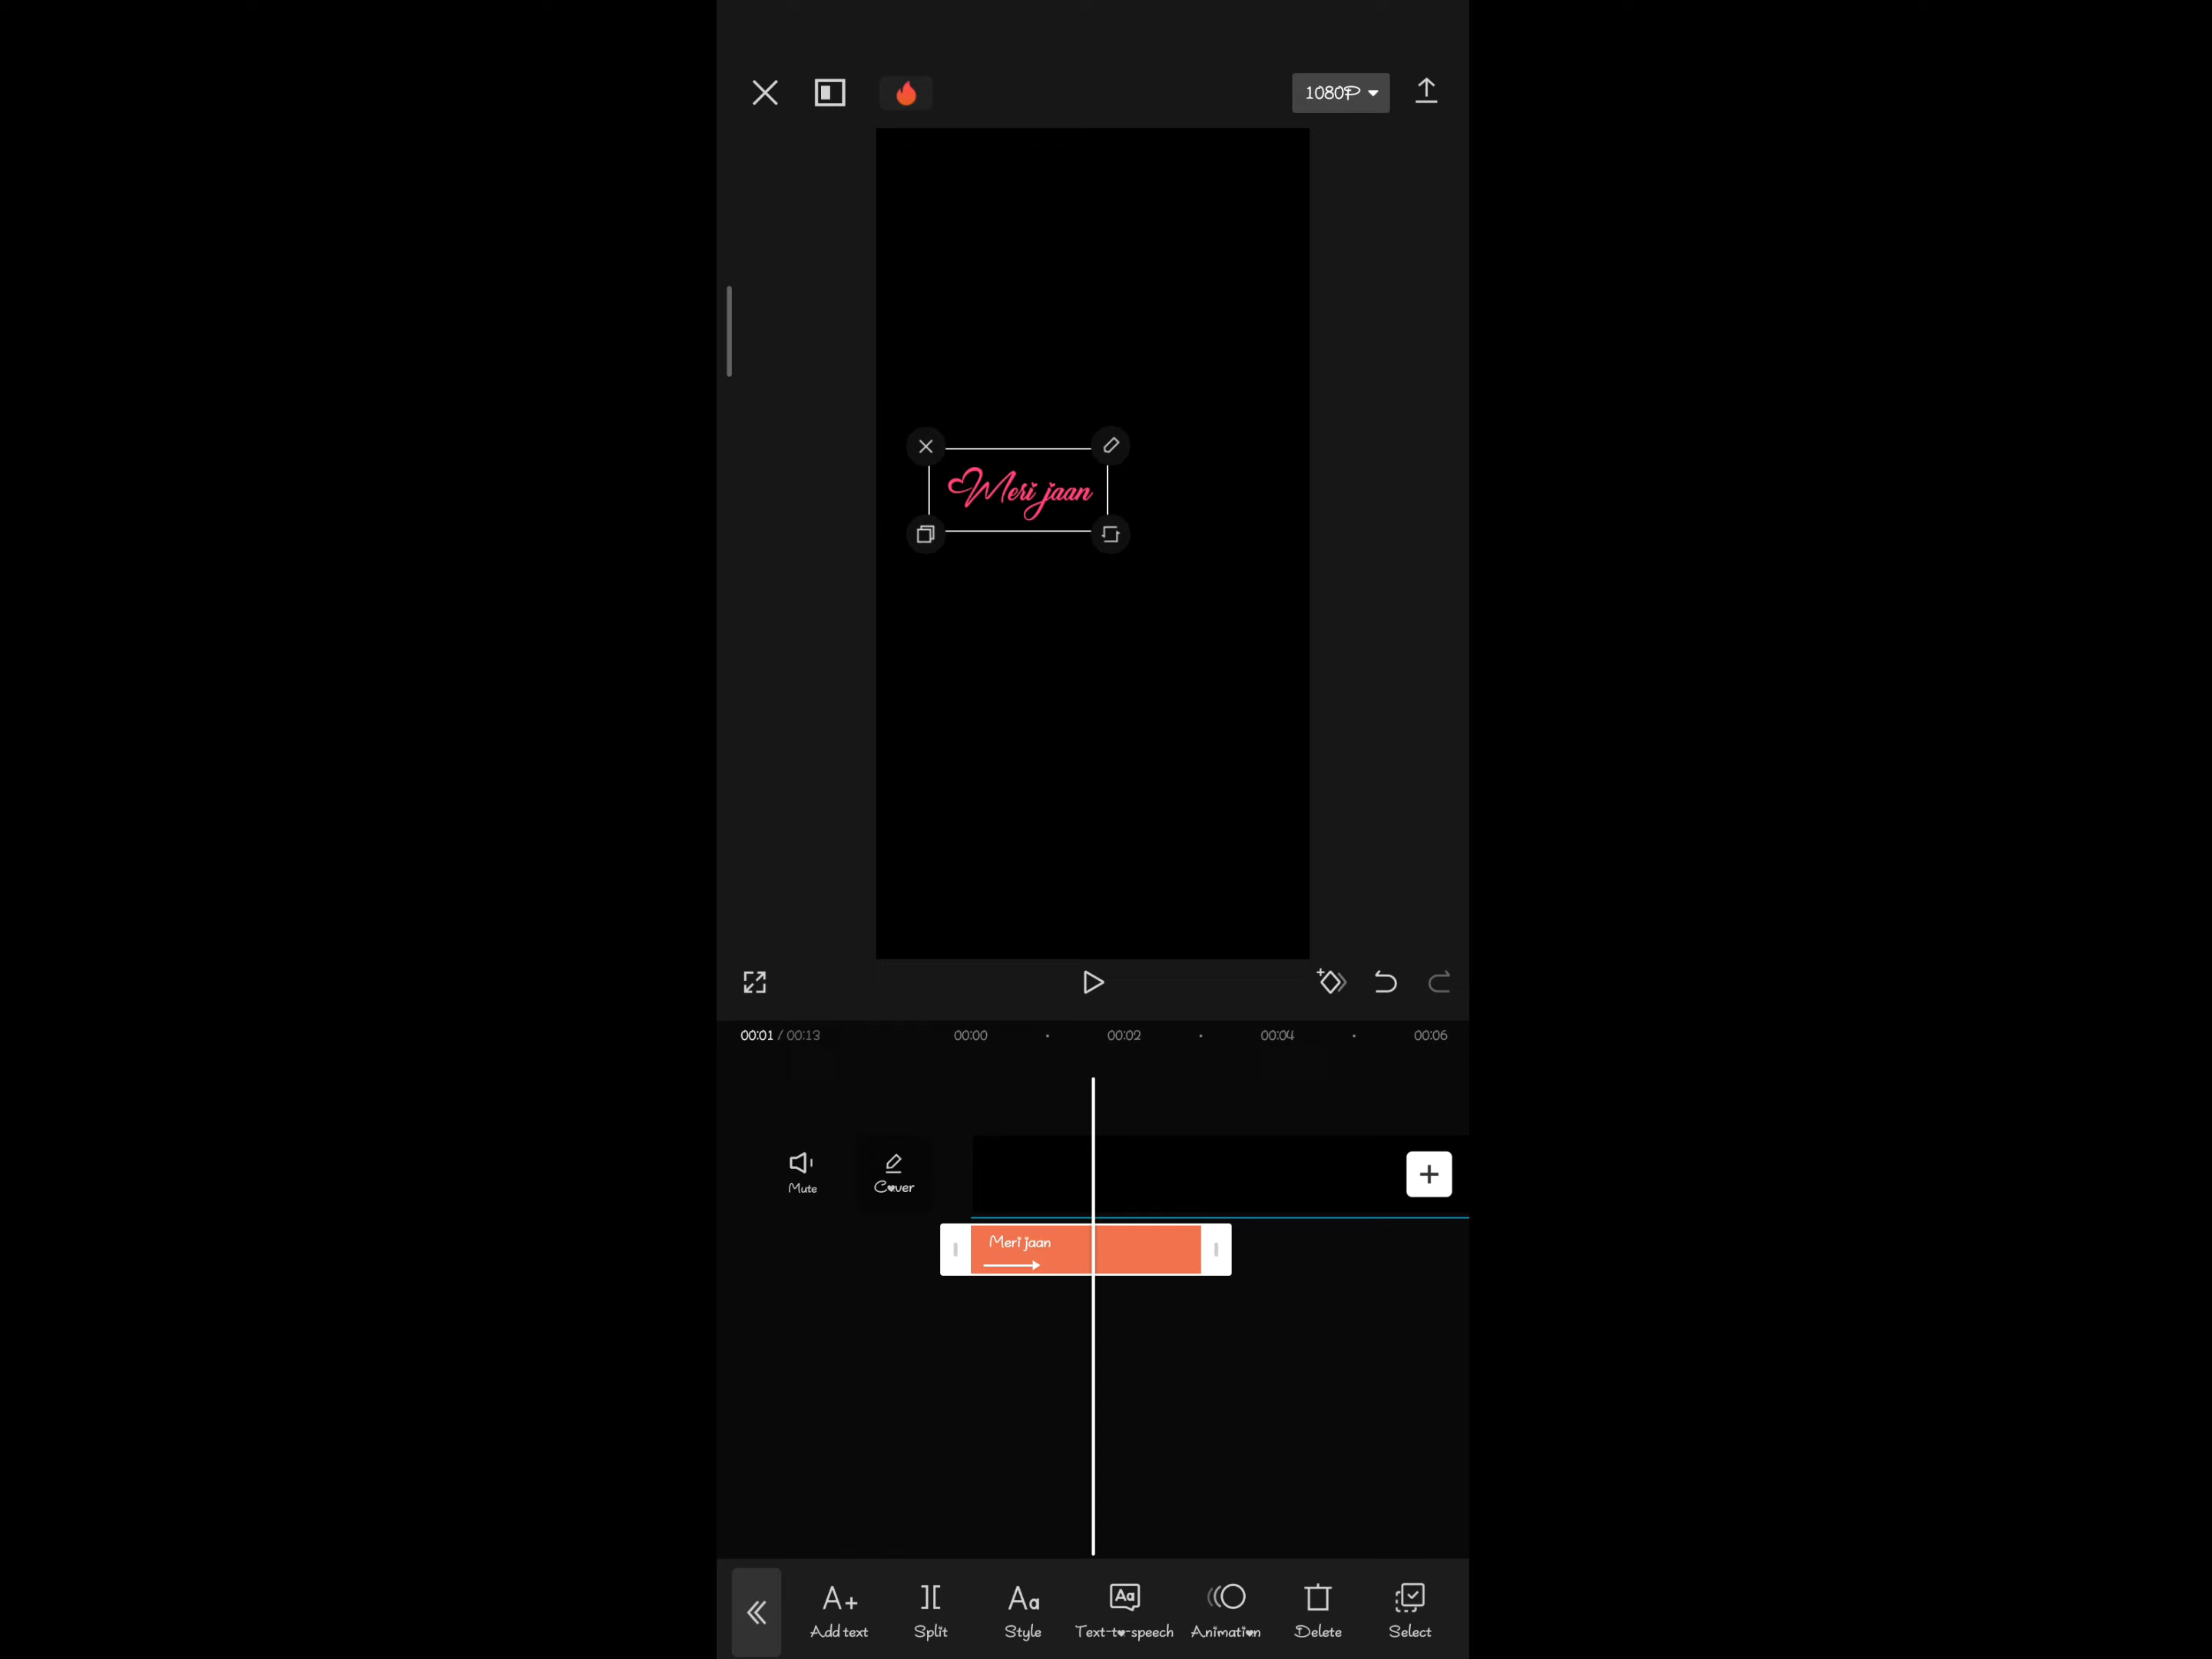 1080P
Meri jaan
00:01 / 00:13 00:00 00:02 00:04 00:06
Mute Cover
Meri jaan
Add text Split Style Text-to-speech Animation Delete Select